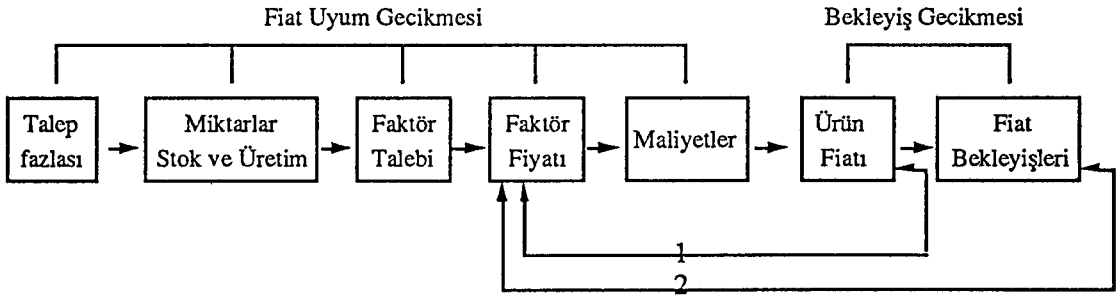 Fiat Uyum Gecikmesi
Bekleyiş Gecikmesi
Talep
fazlası
Miktarlar
Stok ve Üretim
Faktör
Talebi
Faktör
Fiyatı
Maliyetler
Ürün
Fiatı
Fiat
Bekleyişleri
1
2